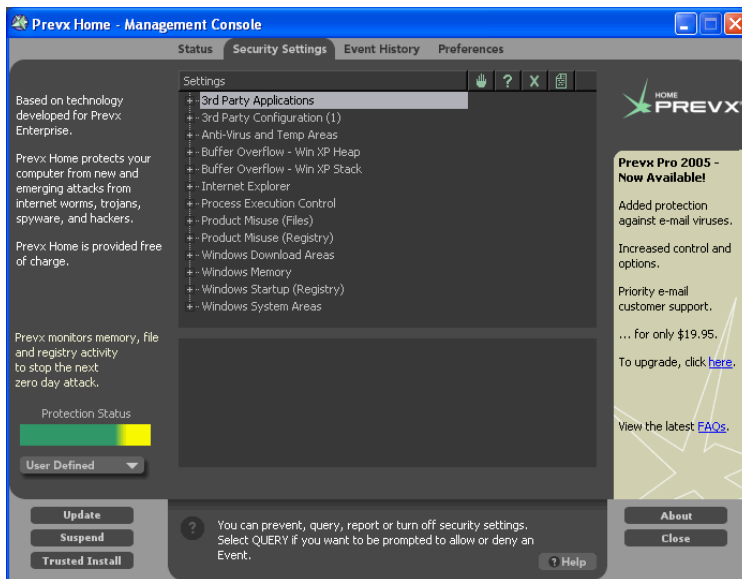 Prevx Home - Management Console
Status
Security Settings
Event History
Preferences
Based on technology
developed for Prevx
Enterprise.
Prevx Home protects your
computer from new and
emerging attacks from
internet worms, trojans,
spyware, and hackers.
Prevx Home is provided free
of charge.
Prevx monitors memory, file
and registry activity
to stop the next
zero day attack.
Protection Status
User Defined
Settings
? X
3rd Party Applications
3rd Party Configuration (1)
Anti-Virus and Temp Areas
Buffer Overflow - Win XP Heap
Buffer Overflow - Win XP Stack
Internet Explorer
Process Execution Control
Product Misuse (Files)
Product Misuse (Registry)
Windows Download Areas
Windows Memory
Windows Startup (Registry)
Windows System Areas
HOME
PREVX®
Prevx Pro 2005 -
Now Available!
Added protection
against e-mail viruses.
Increased control and
options.
Priority e-mail
customer support.
... for only $19.95.
To upgrade, click here.
View the latest FAQs.
Update
Suspend
Trusted Install
?
You can prevent, query, report or turn off security settings.
Select QUERY if you want to be prompted to allow or deny an
Event.
? Help
About
Close